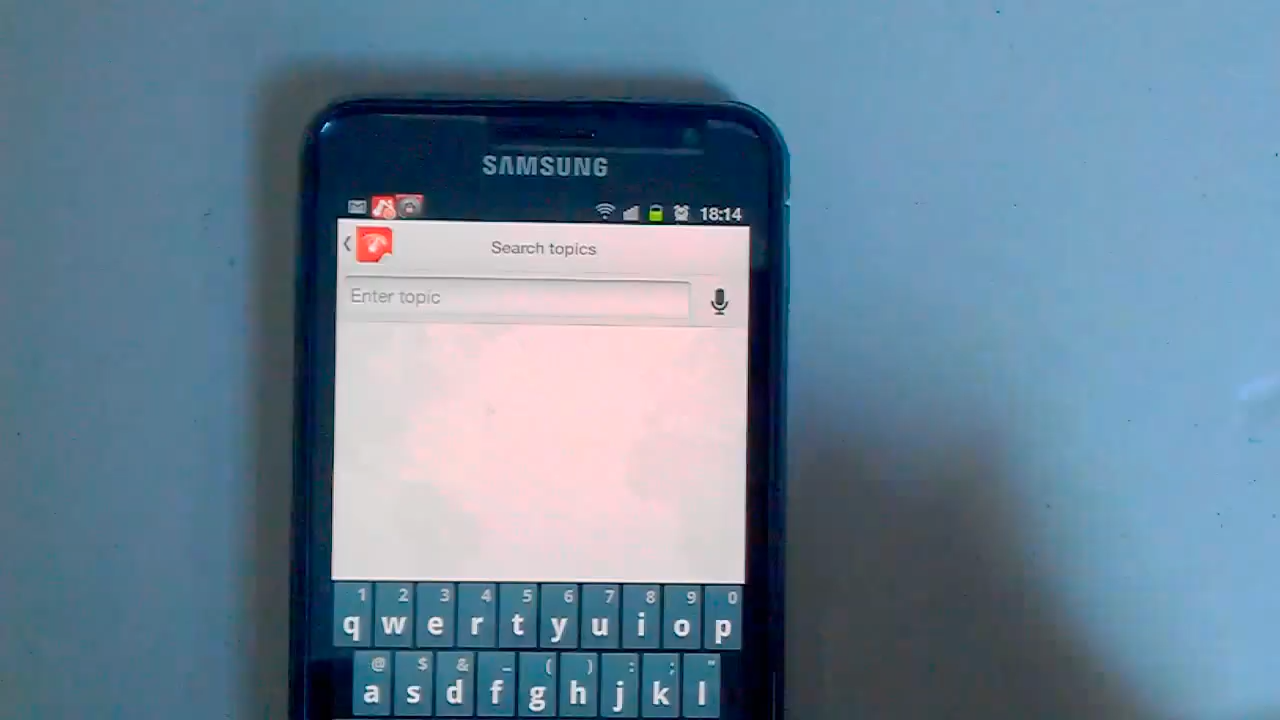 SAMSUNG
18:14
Search topics
Enter topic
1 2 3 4 5 6 7 8 9 0
q w e r t y u i o p
@ $ & _ ( ) : ; "
a s d f g h j k l